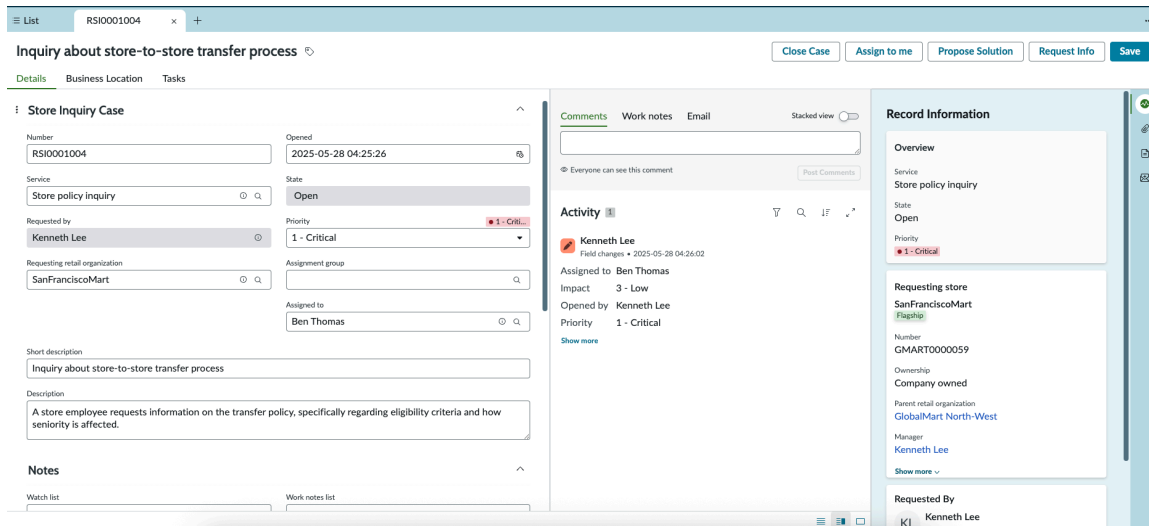 List
RSI0001004
Inquiry about store-to-store transfer process
Close Case
Assign to me
Propose Solution
Request Info
Save
Details
Business Location
Tasks
Store Inquiry Case
Number
RSI0001004
Opened
2025-05-28 04:25:26
Service
Store policy inquiry
State
Open
Requested by
Kenneth Lee
Priority
1 - Criti...
1 - Critical
Requesting retail organization
SanFranciscoMart
Assignment group
Assigned to
Ben Thomas
Short description
Inquiry about store-to-store transfer process
Description
A store employee requests information on the transfer policy, specifically regarding eligibility criteria and how
seniority is affected.
Notes
Watch list
Work notes list
Comments
Work notes
Email
Stacked view
Everyone can see this comment
Post Comments
Activity 1
Kenneth Lee
Field changes • 2025-05-28 04:26:02
Assigned to Ben Thomas
Impact 3 - Low
Opened by Kenneth Lee
Priority 1 - Critical
Show more
Record Information
Overview
Service
Store policy inquiry
State
Open
Priority
1 - Critical
Requesting store
SanFranciscoMart
Flagship
Number
GMART0000059
Ownership
Company owned
Parent retail organization
GlobalMart North-West
Manager
Kenneth Lee
Show more
Requested By
KL
Kenneth Lee